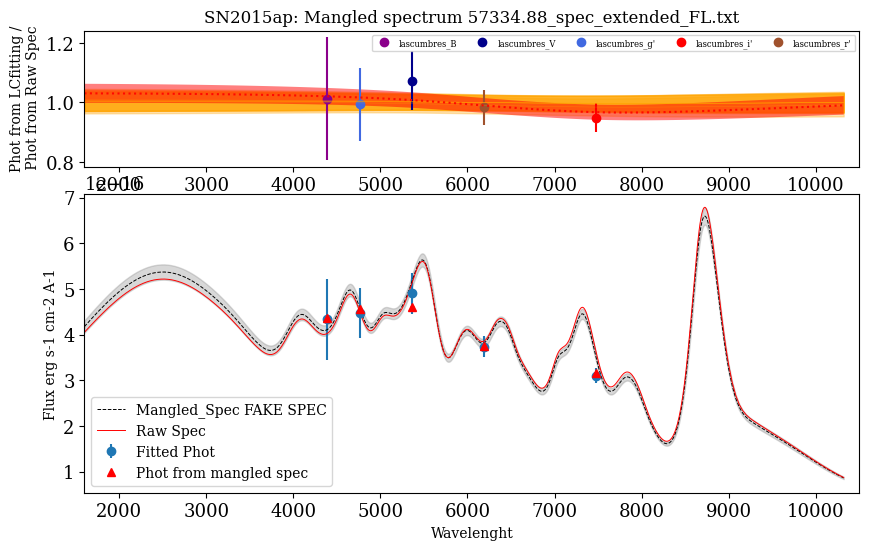 SN2015ap: Mangled spectrum 57334.88_spec_extended_FL.txt
Phot from LCfitting /
Phot from Raw Spec
1.2
1.0
0.8
lascumbres_B
lascumbres_V
lascumbres_g'
lascumbres_i'
lascumbres_r'
2000 3000 4000 5000 6000 7000 8000 9000 10000
1e−16
Flux erg s-1 cm-2 A-1
7
6
5
4
3
2
1
Mangled_Spec FAKE SPEC
Raw Spec
Fitted Phot
Phot from mangled spec
2000 3000 4000 5000 6000 7000 8000 9000 10000
Wavelenght